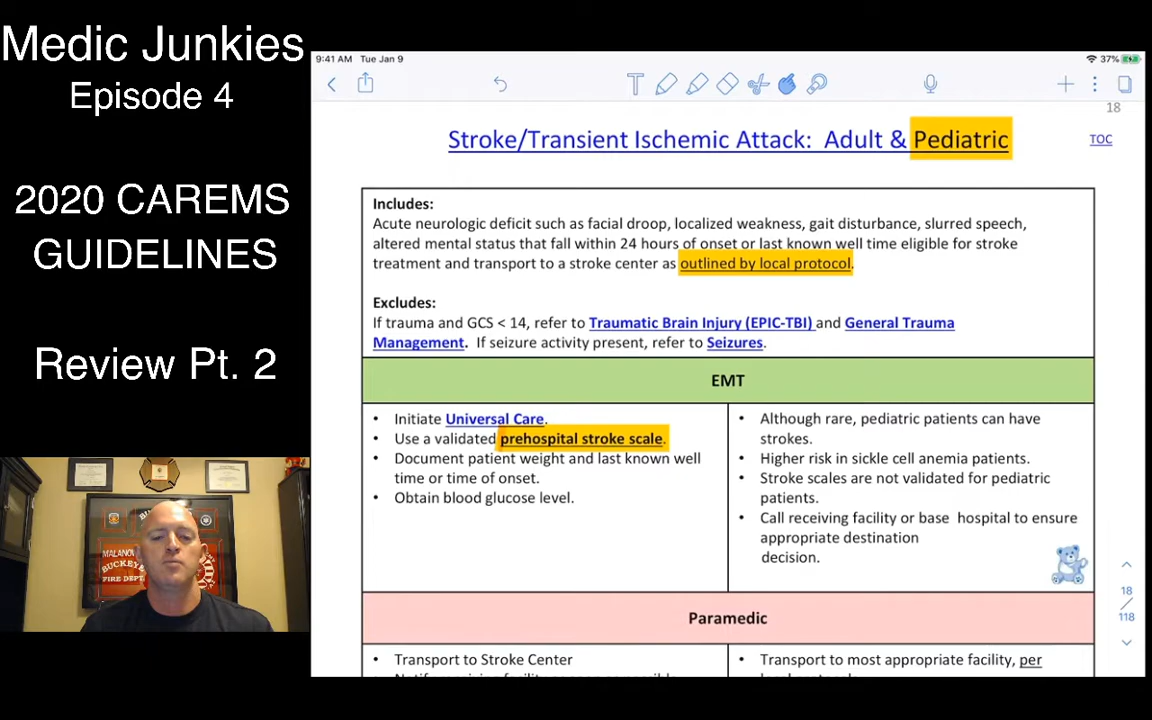 Medic Junkies
Episode 4
2020 CAREMS
GUIDELINES
Review Pt. 2
9:41 AM Tue Jan 9
37%
18
Stroke/Transient Ischemic Attack: Adult & Pediatric
TOC
Includes:
Acute neurologic deficit such as facial droop, localized weakness, gait disturbance, slurred speech,
altered mental status that fall within 24 hours of onset or last known well time eligible for stroke
treatment and transport to a stroke center as outlined by local protocol.
Excludes:
If trauma and GCS < 14, refer to Traumatic Brain Injury (EPIC-TBI) and General Trauma
Management. If seizure activity present, refer to Seizures.
EMT
• Initiate Universal Care.
• Use a validated prehospital stroke scale.
• Document patient weight and last known well
time or time of onset.
• Obtain blood glucose level.
• Although rare, pediatric patients can have
strokes.
• Higher risk in sickle cell anemia patients.
• Stroke scales are not validated for pediatric
patients.
• Call receiving facility or base hospital to ensure
appropriate destination
decision.
18
118
Paramedic
• Transport to Stroke Center
• Transport to most appropriate facility, per
MALANO
BUCKEYE
FIRE DEPT